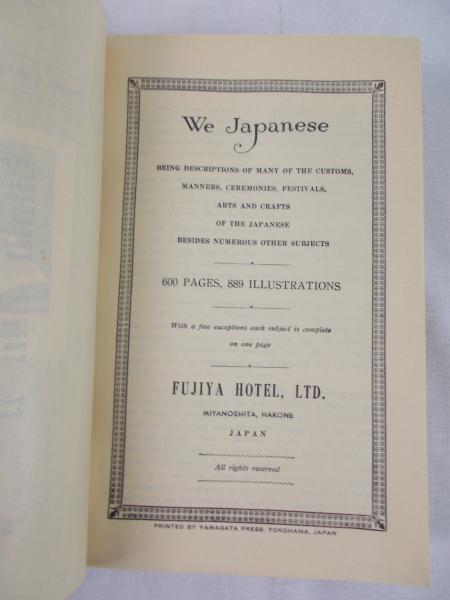 We Japanese
BEING DESCRIPTIONS OF MANY OF THE CUSTOMS,
MANNERS, CEREMONIES, FESTIVALS,
ARTS AND CRAFTS
OF THE JAPANESE
BESIDES NUMEROUS OTHER SUBJECTS
600 PAGES, 889 ILLUSTRATIONS
With a few exceptions each subject is complete
on one page
FUJIYA HOTEL, LTD.
MIYANOSHITA, HAKONE
JAPAN
All rights reserved
PRINTED BY YAMAGATA PRESS, YOKOHAMA, JAPAN